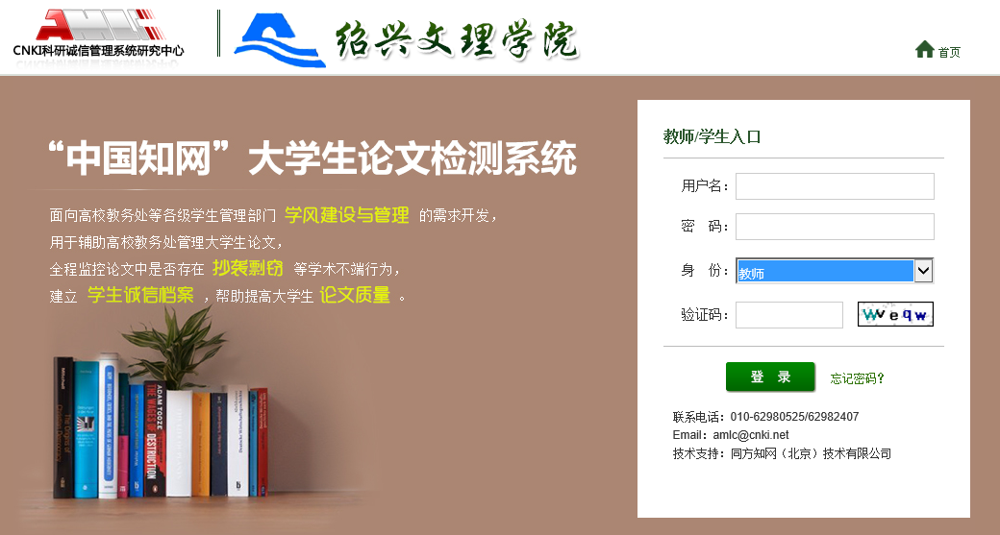 AMLC
CNKI科研诚信管理系统研究中心
绍兴文理学院
首页
“中国知网”大学生论文检测系统
面向高校教务处等各级学生管理部门 学风建设与管理 的需求开发，
用于辅助高校教务处管理大学生论文，
全程监控论文中是否存在 抄袭剽窃 等学术不端行为，
建立 学生诚信档案 ，帮助提高大学生 论文质量 。
教师/学生入口
用户名：
密 码：
身 份： 教师
验证码： Wveqw
登 录 忘记密码？
联系电话：010-62980525/62982407
Email：amlc@cnki.net
技术支持：同方知网（北京）技术有限公司
ADAM TOOZE
THE WAGES OF DESTRUCTION